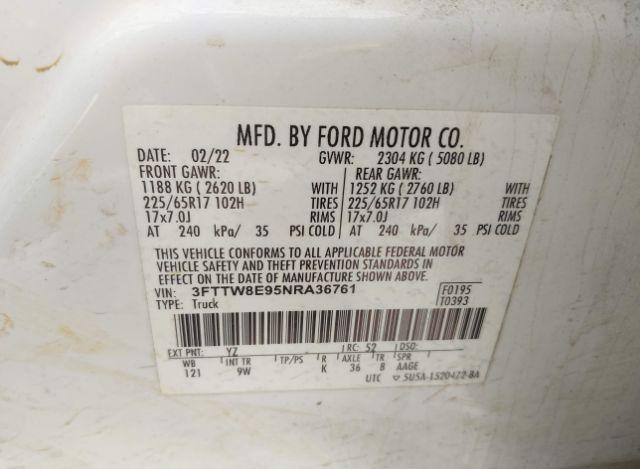 MFD. BY FORD MOTOR CO.
DATE: 02/22 GVWR: 2304 KG ( 5080 LB)
FRONT GAWR: REAR GAWR:
1188 KG ( 2620 LB) WITH 1252 KG ( 2760 LB) WITH
225/65R17 102H TIRES 225/65R17 102H TIRES
17x7.0J RIMS 17x7.0J RIMS
AT 240 kPa/ 35 PSI COLD AT 240 kPa/ 35 PSI COLD
THIS VEHICLE CONFORMS TO ALL APPLICABLE FEDERAL MOTOR
VEHICLE SAFETY AND THEFT PREVENTION STANDARDS IN
EFFECT ON THE DATE OF MANUFACTURE SHOWN ABOVE.
VIN: 3FTTW8E95NRA36761 F0195
TYPE: Truck T0393
EXT PNT: YZ RC: 52 DSO:
WB INT TR TP/PS R AXLE TR SPR
121 9W K 36 8 AAGE
UTC 5U5A-1520472-BA